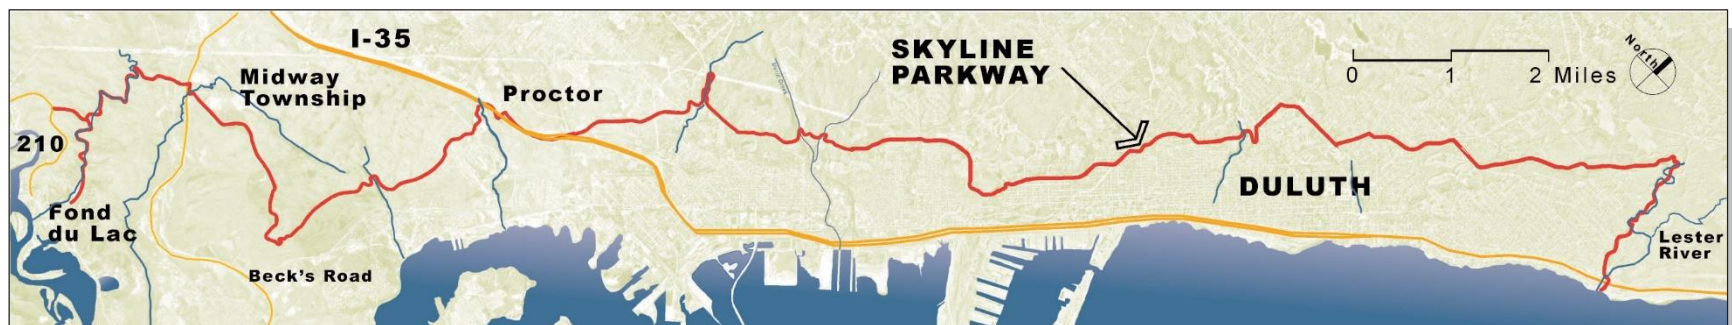 I-35
SKYLINE
PARKWAY
North
0 1 2 Miles
Midway
Township
Proctor
210
DULUTH
Fond
du Lac
Beck's Road
Lester
River